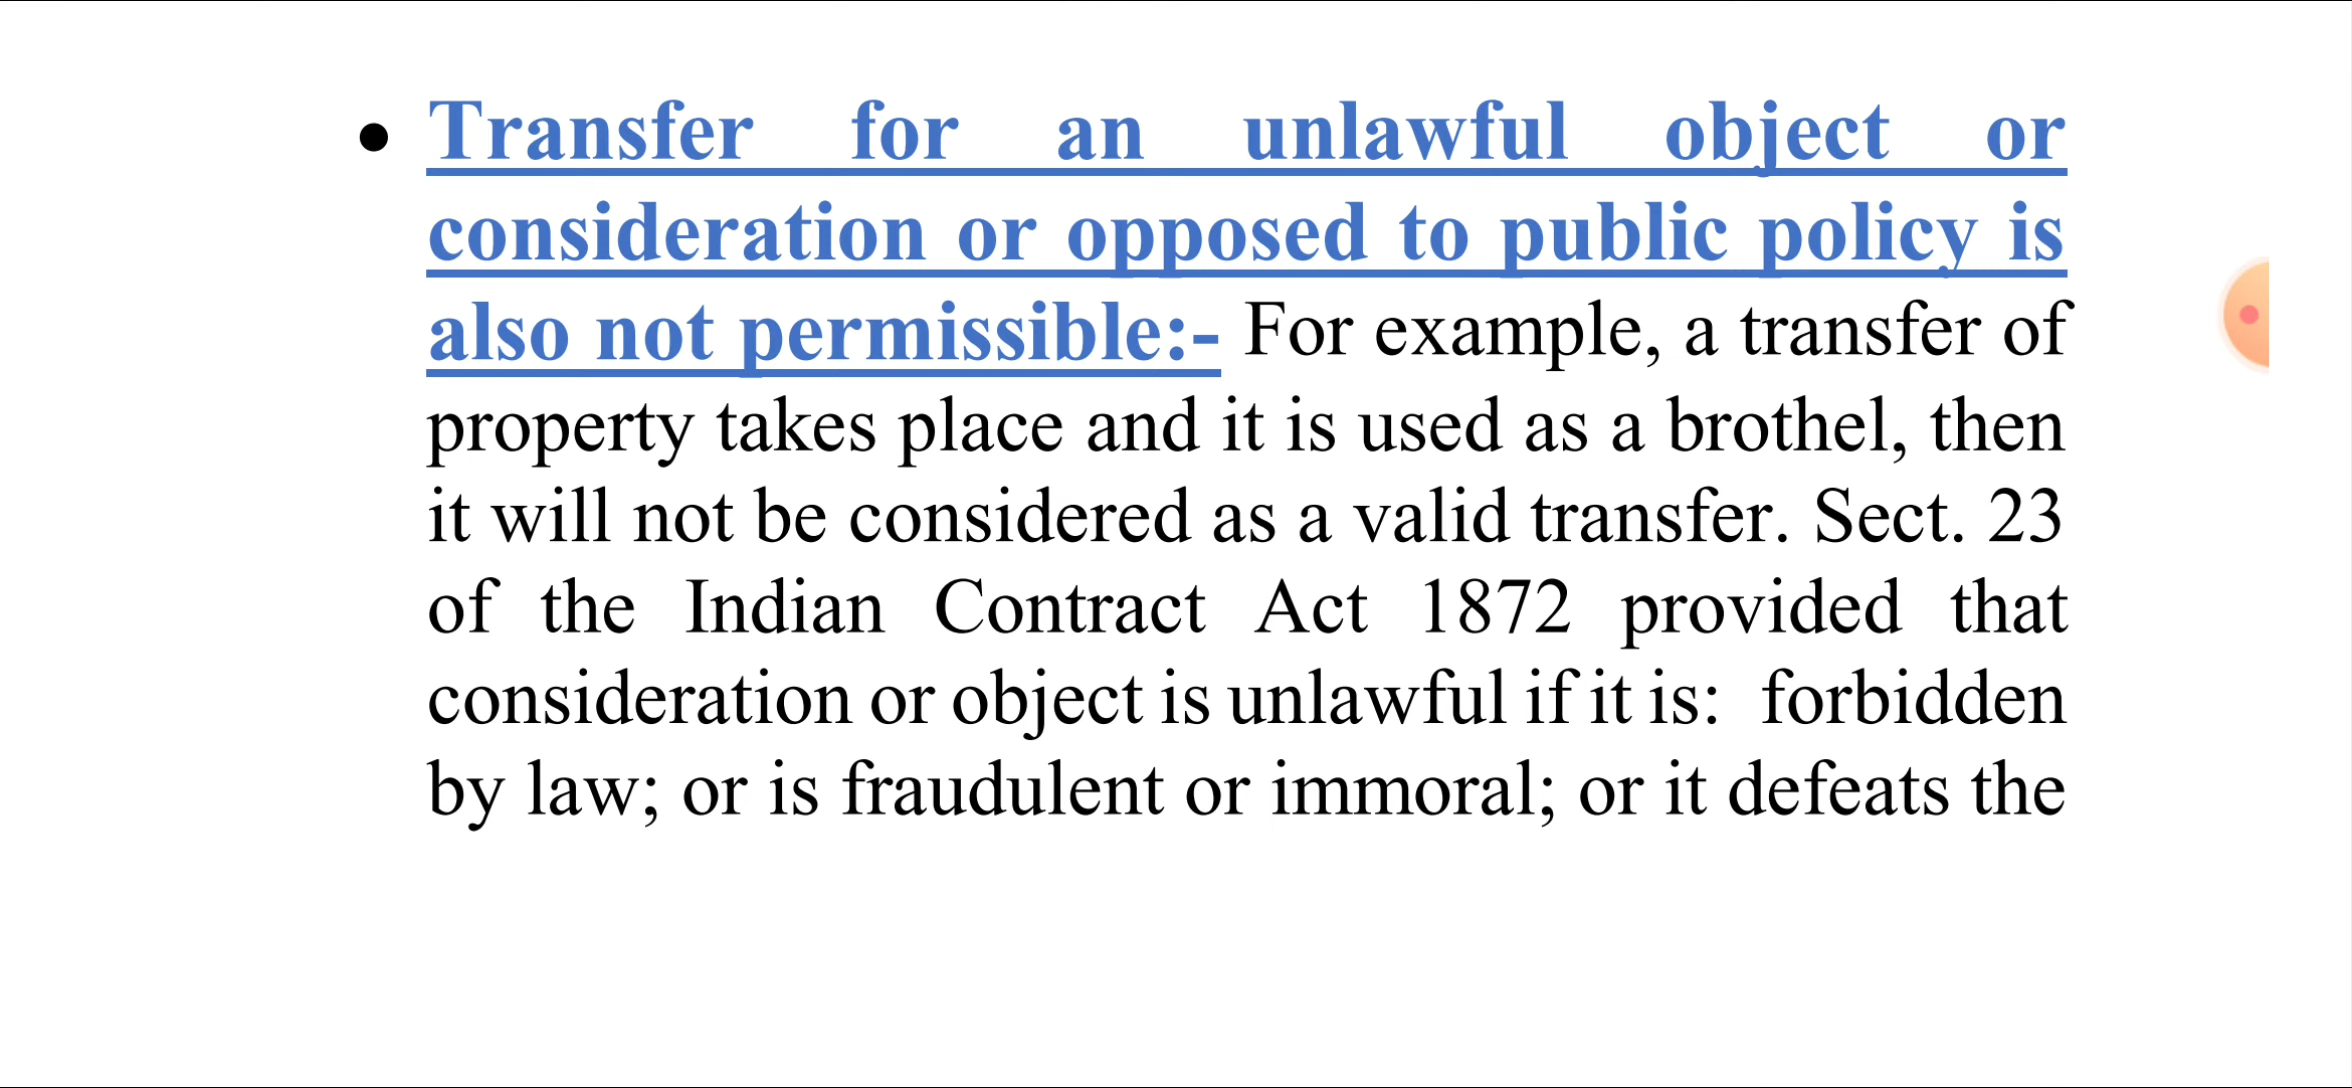 • Transfer for an unlawful object or
consideration or opposed to public policy is
also not permissible:- For example, a transfer of
property takes place and it is used as a brothel, then
it will not be considered as a valid transfer. Sect. 23
of the Indian Contract Act 1872 provided that
consideration or object is unlawful if it is: forbidden
by law; or is fraudulent or immoral; or it defeats the